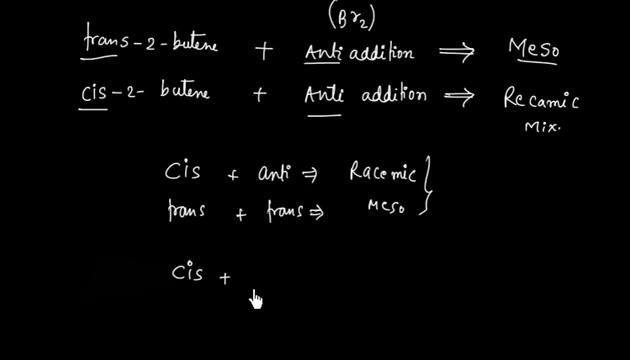 (Br2)
trans-2-butene + Anti addition ⇒ Meso
Cis-2-butene + Anti addition ⇒ Recamic
Mix.
Cis + anti ⇒ Racemic
trans + trans ⇒ Meso
Cis +